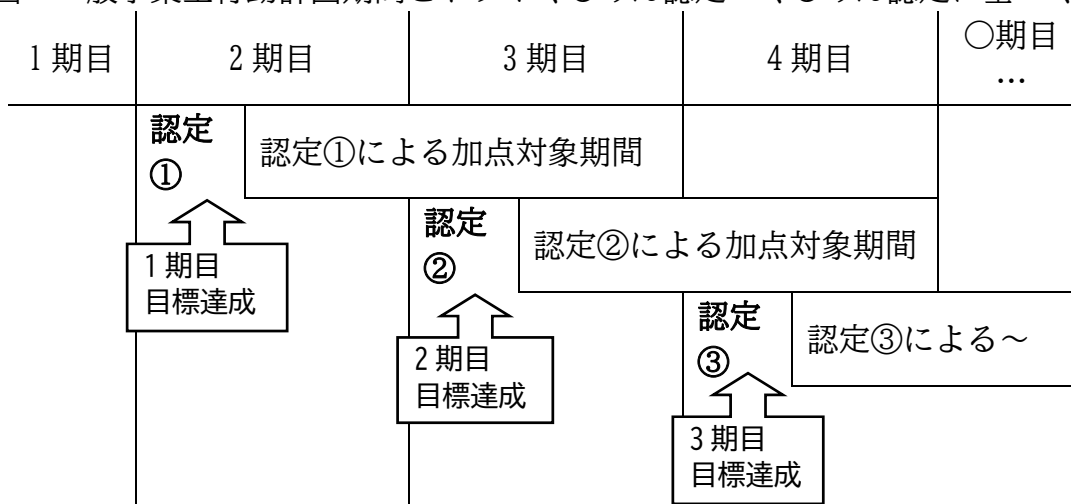 1期目
2期目
3期目
4期目
○期目
…
認定
①
認定①による加点対象期間
1期目
目標達成
認定
②
認定②による加点対象期間
2期目
目標達成
認定
③
認定③による～
3期目
目標達成